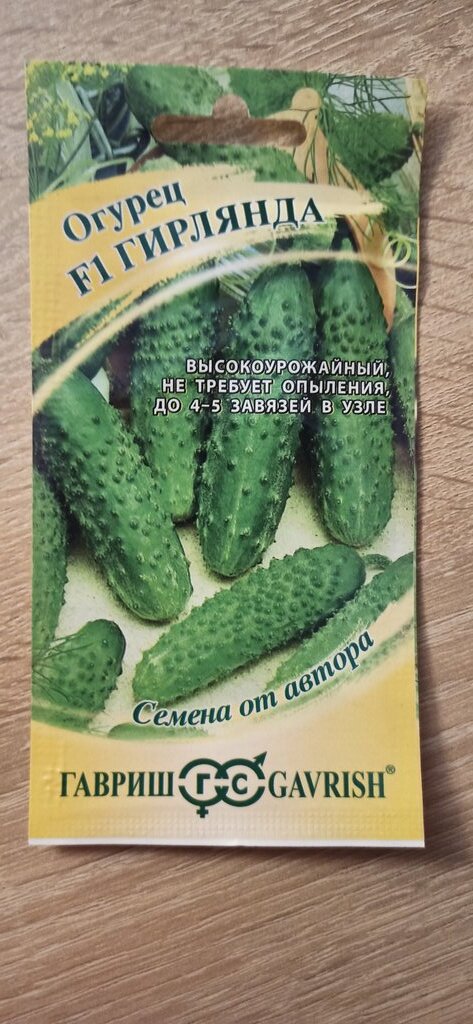 Огурец
F1 ГИРЛЯНДА
ВЫСОКОУРОЖАЙНЫЙ,
НЕ ТРЕБУЕТ ОПЫЛЕНИЯ,
ДО 4-5 ЗАВЯЗЕЙ В УЗЛЕ
Семена от автора
ГАВРИШ ГС GAVRISH®